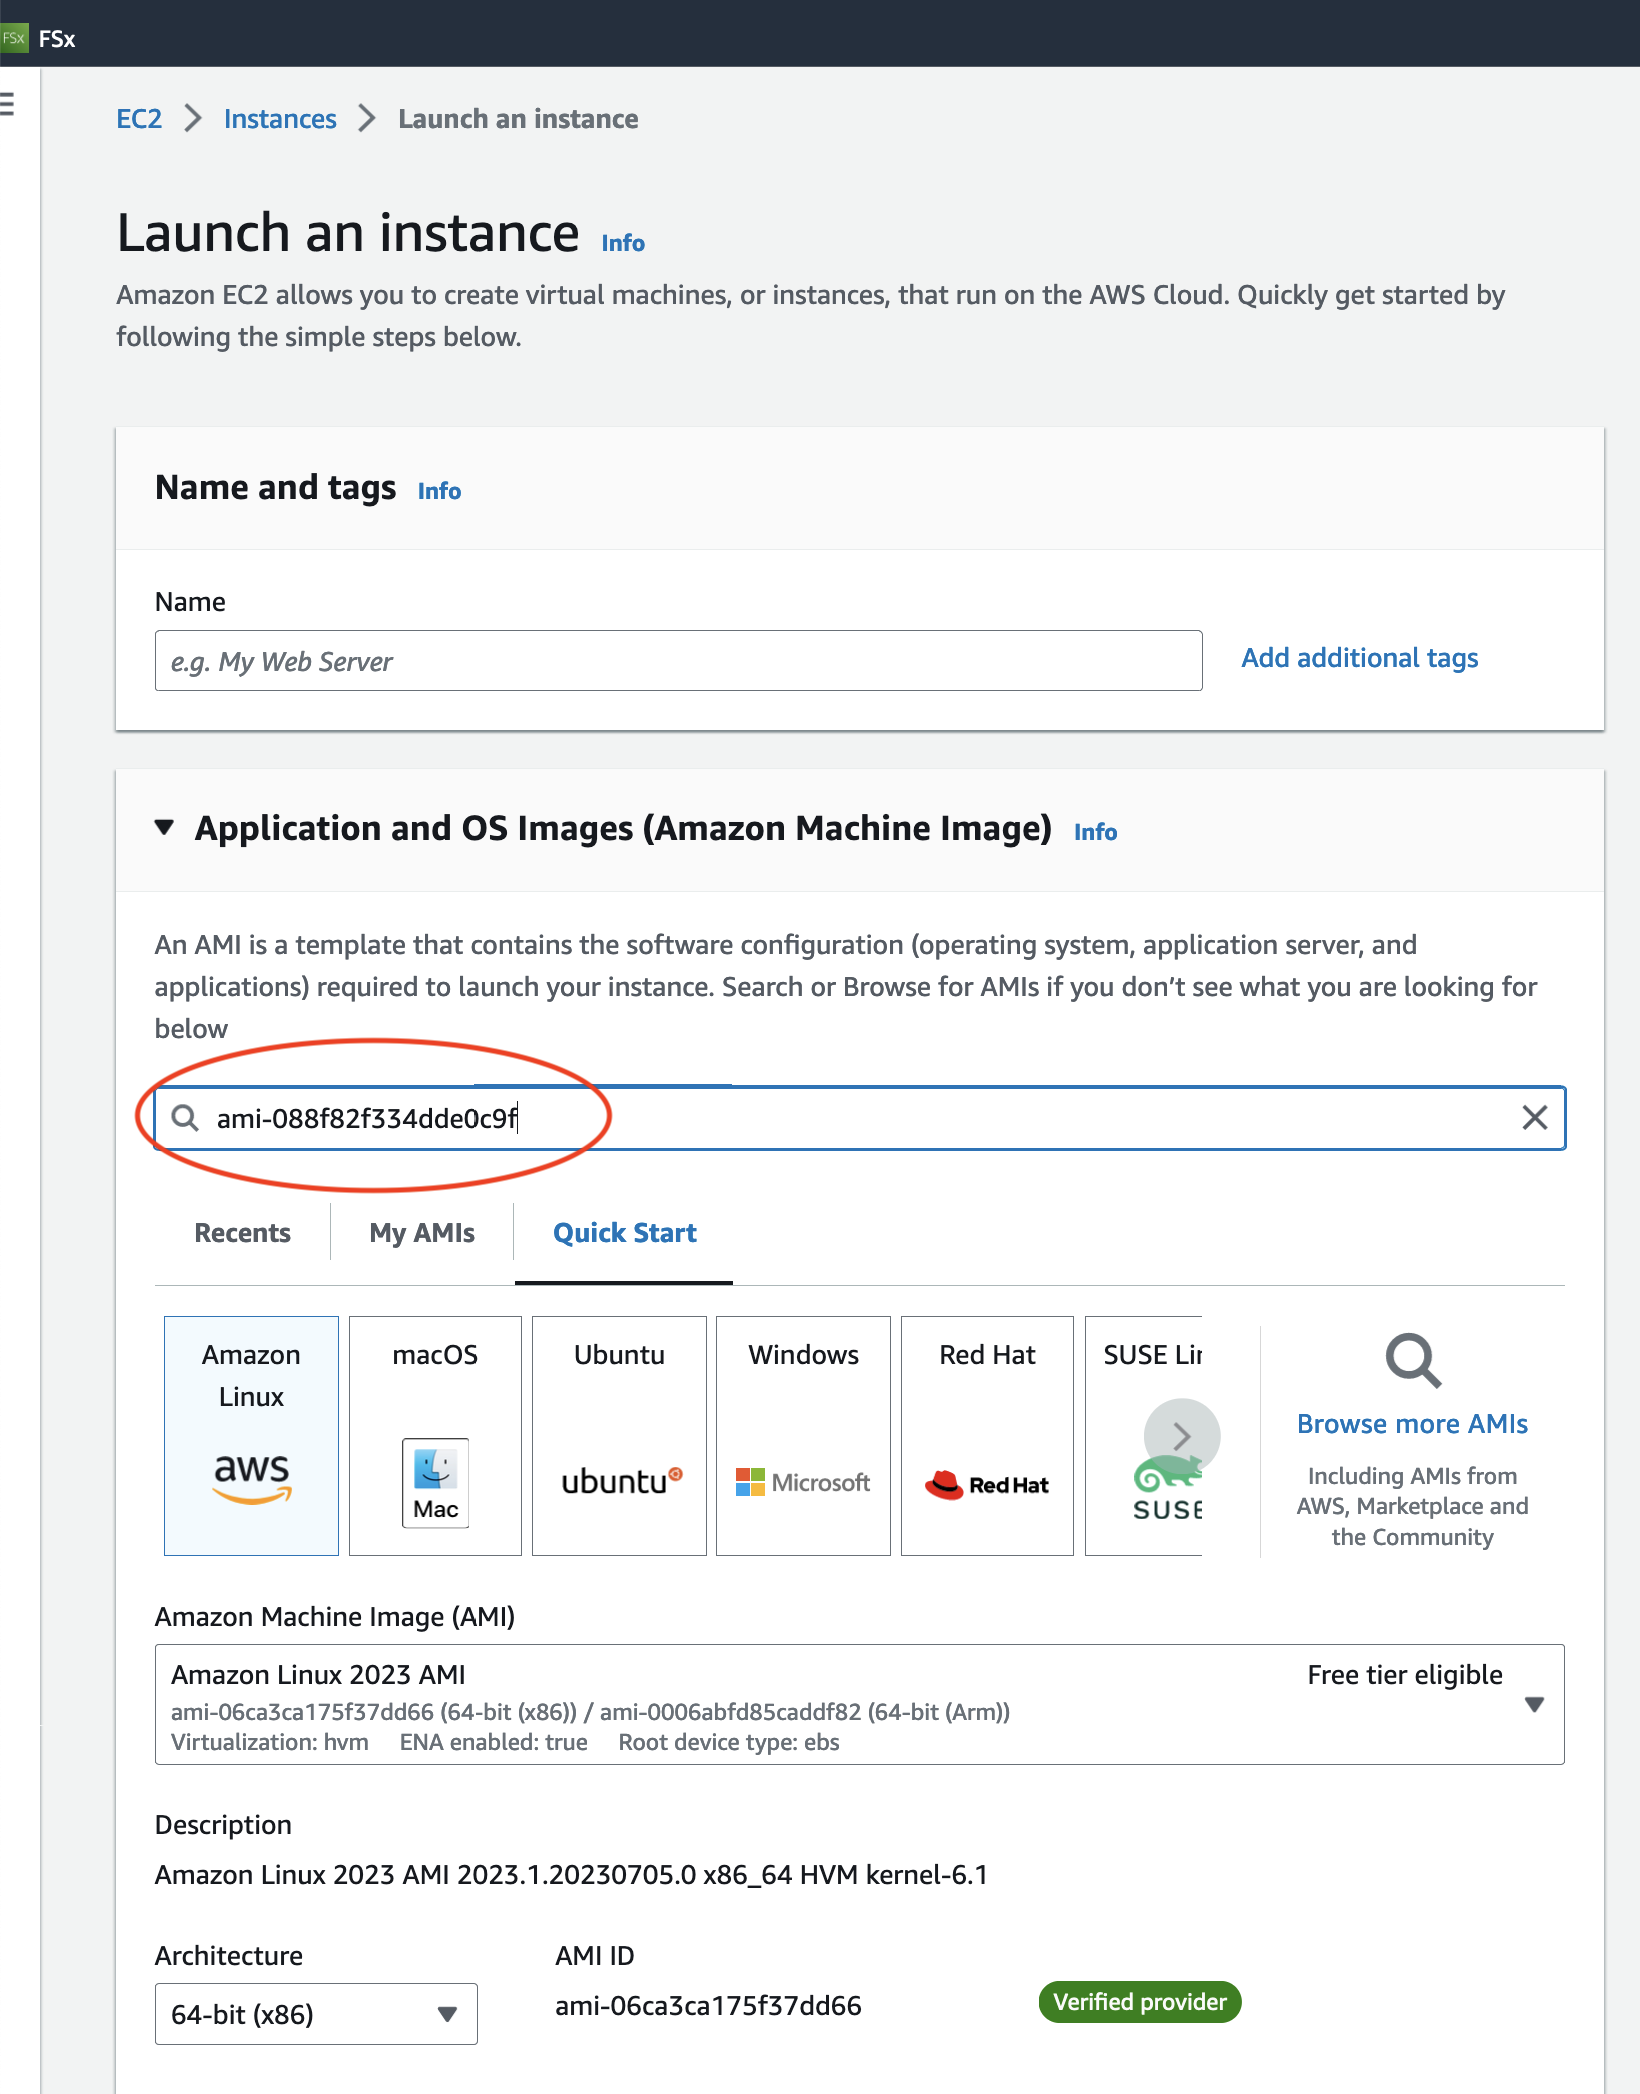 FSx FSx
EC2 Instances Launch an instance
Launch an instance Info
Amazon EC2 allows you to create virtual machines, or instances, that run on the AWS Cloud. Quickly get started by
following the simple steps below.
Name and tags Info
Name
e.g. My Web Server
Add additional tags
Application and OS Images (Amazon Machine Image) Info
An AMI is a template that contains the software configuration (operating system, application server, and
applications) required to launch your instance. Search or Browse for AMIs if you don’t see what you are looking for
below
ami-088f82f334dde0c9f
Recents My AMIs Quick Start
Amazon
Linux
aws
macOS
Mac
Ubuntu
ubuntu
Windows
Microsoft
Red Hat
Red Hat
SUSE Lin
SUSE
Browse more AMIs
Including AMIs from
AWS, Marketplace and
the Community
Amazon Machine Image (AMI)
Amazon Linux 2023 AMI Free tier eligible
ami-06ca3ca175f37dd66 (64-bit (x86)) / ami-0006abfd85caddf82 (64-bit (Arm))
Virtualization: hvm ENA enabled: true Root device type: ebs
Description
Amazon Linux 2023 AMI 2023.1.20230705.0 x86_64 HVM kernel-6.1
Architecture AMI ID
64-bit (x86) ami-06ca3ca175f37dd66 Verified provider